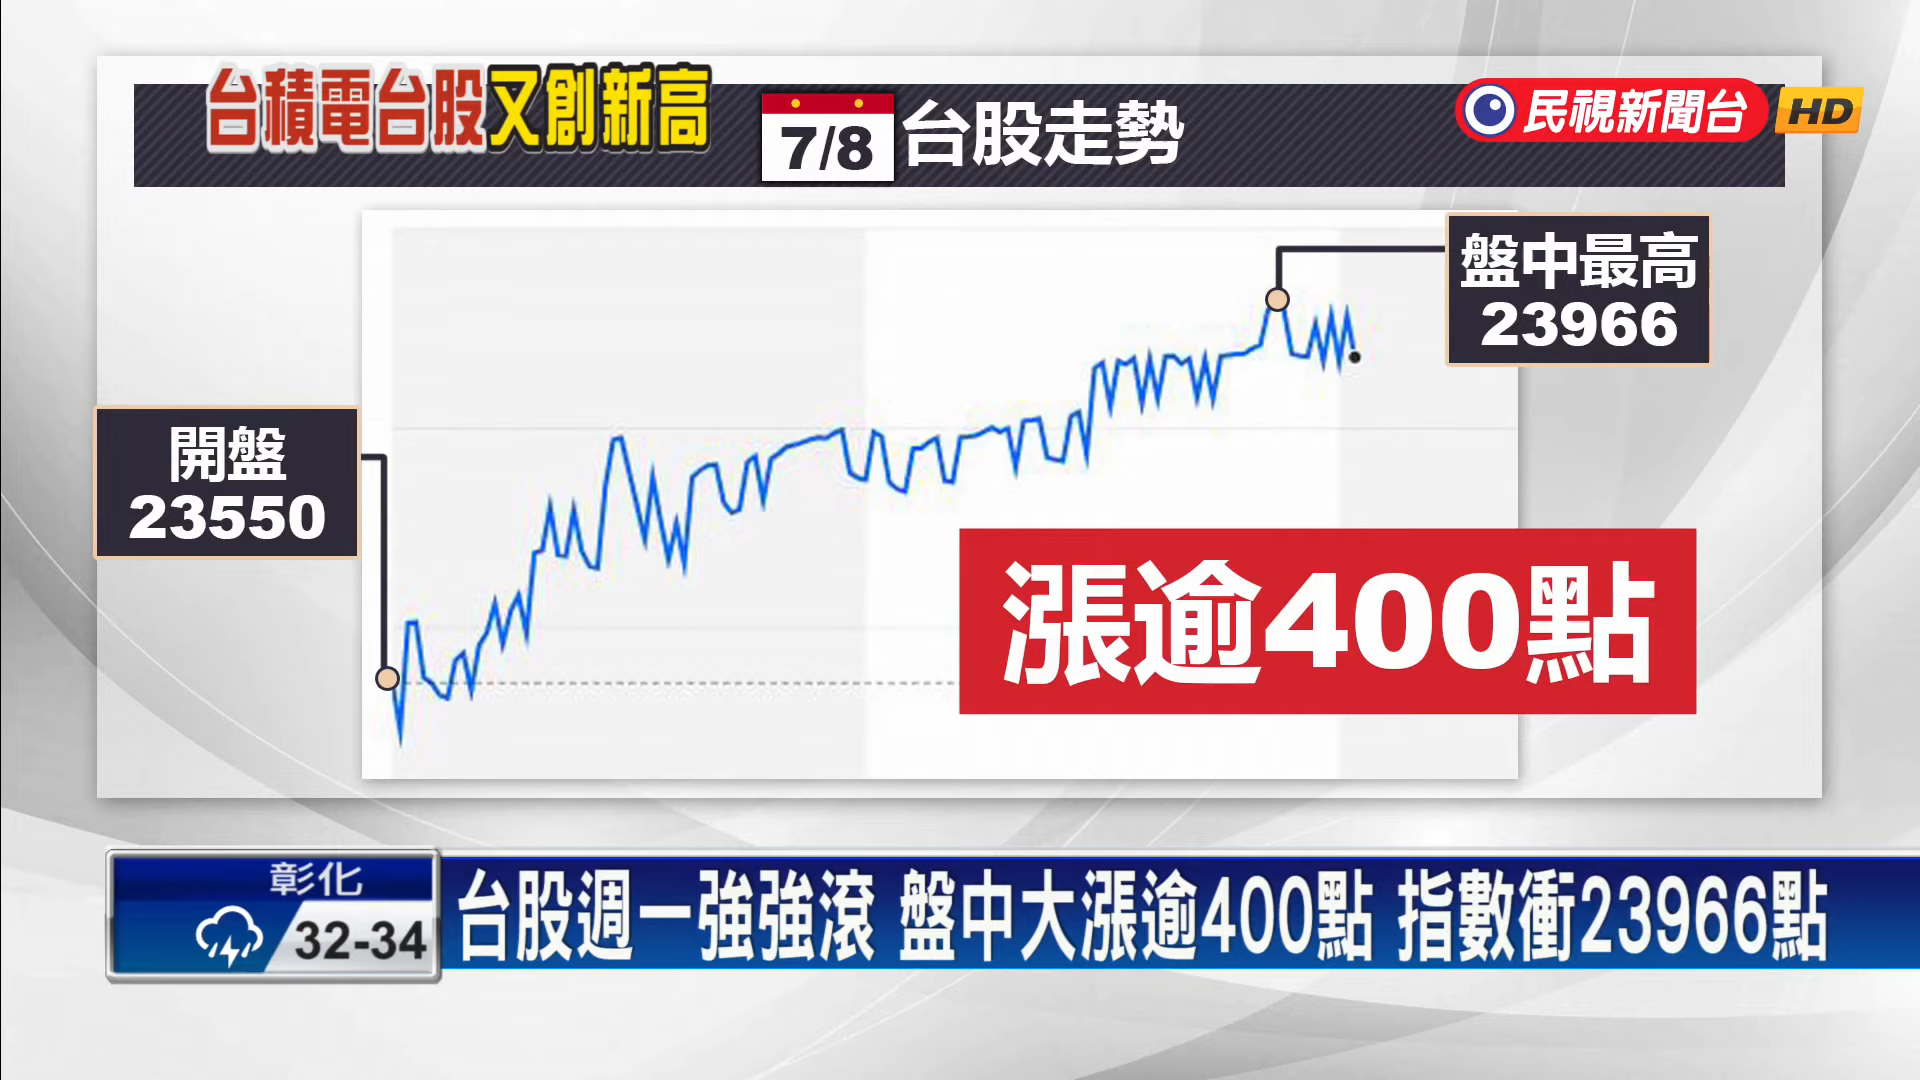 台積電台股又創新高
7/8 台股走勢
民視新聞台 HD
盤中最高
23966
開盤
23550
漲逾400點
彰化
32-34
台股週一強強滾 盤中大漲逾400點 指數衝23966點